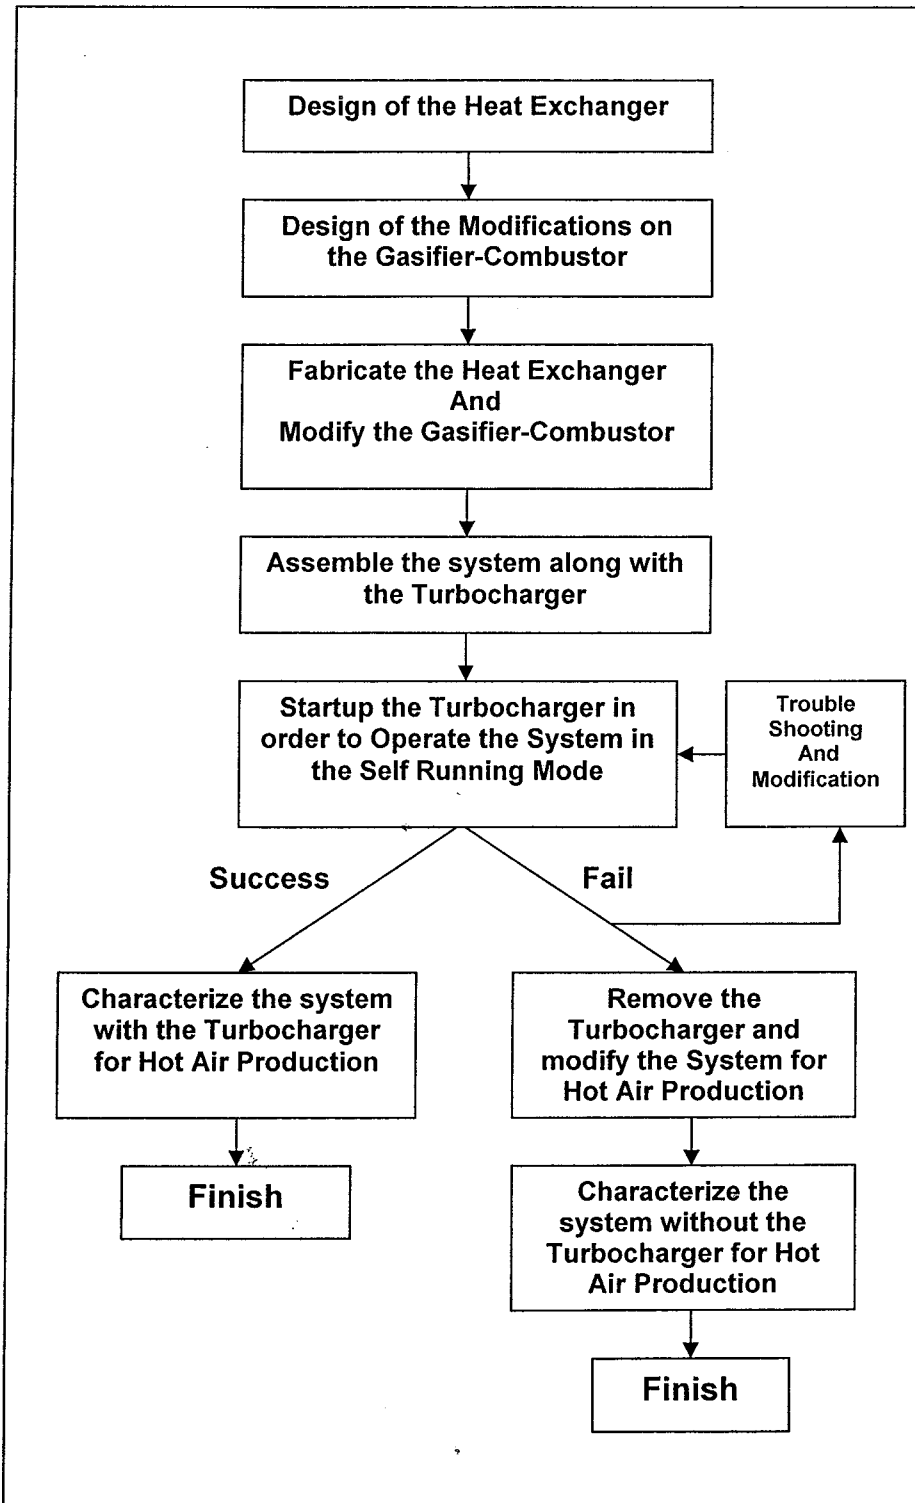 Design of the Heat Exchanger
Design of the Modifications on
the Gasifier-Combustor
Fabricate the Heat Exchanger
And
Modify the Gasifier-Combustor
Assemble the system along with
the Turbocharger
Startup the Turbocharger in
order to Operate the System in
the Self Running Mode
Trouble
Shooting
And
Modification
Success
Fail
Characterize the system
with the Turbocharger
for Hot Air Production
Finish
Remove the
Turbocharger and
modify the System for
Hot Air Production
Characterize the
system without the
Turbocharger for Hot
Air Production
Finish